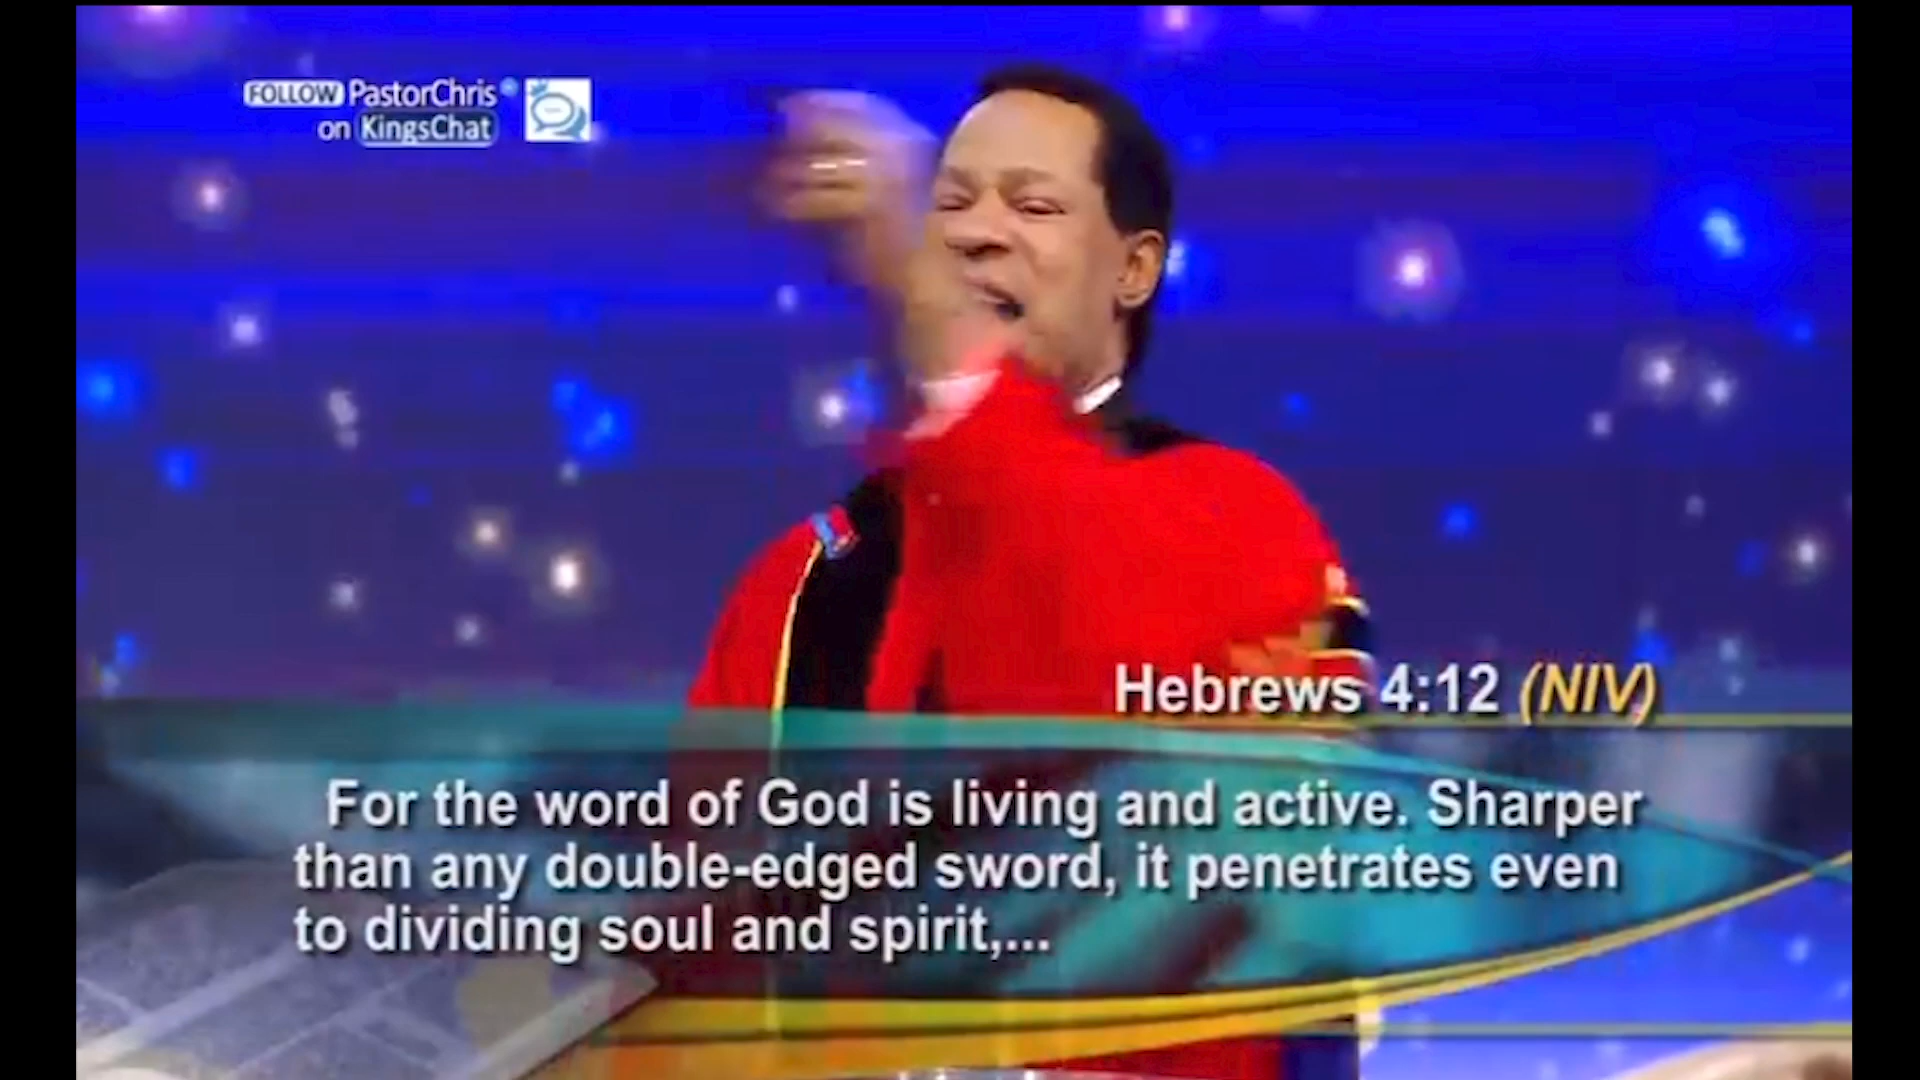 FOLLOW PastorChris
on KingsChat
Hebrews 4:12 (NIV)
For the word of God is living and active. Sharper
than any double-edged sword, it penetrates even
to dividing soul and spirit,...